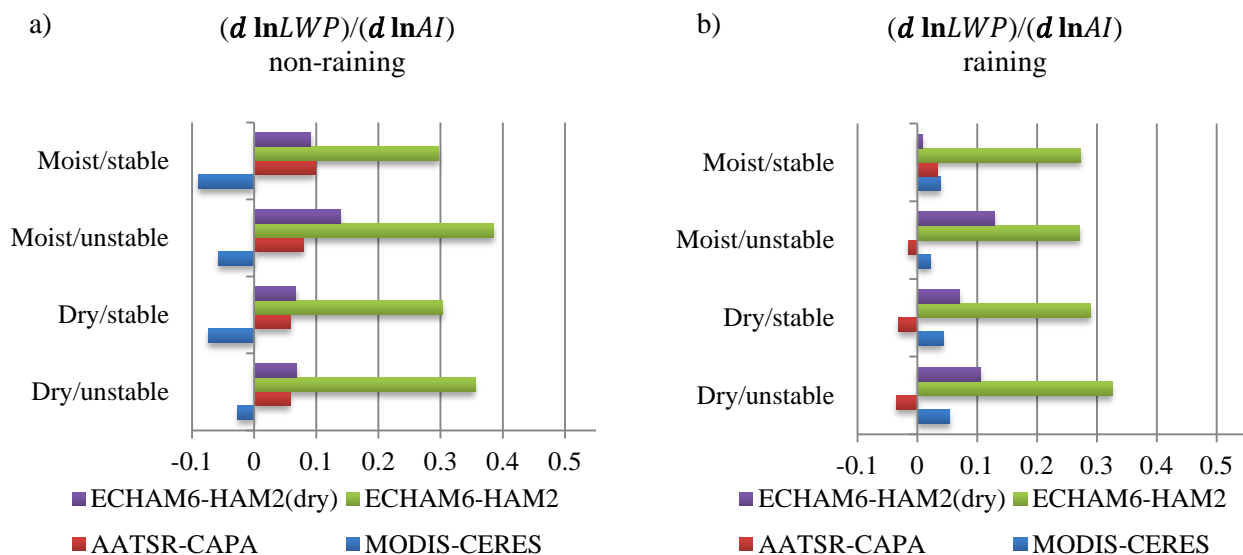 a)
(d lnLWP)/(d lnAI)
non-raining
Moist/stable
Moist/unstable
Dry/stable
Dry/unstable
-0.1 0 0.1 0.2 0.3 0.4 0.5
ECHAM6-HAM2(dry) ECHAM6-HAM2
AATSR-CAPA MODIS-CERES
b)
(d lnLWP)/(d lnAI)
raining
Moist/stable
Moist/unstable
Dry/stable
Dry/unstable
-0.1 0 0.1 0.2 0.3 0.4 0.5
ECHAM6-HAM2(dry) ECHAM6-HAM2
AATSR-CAPA MODIS-CERES